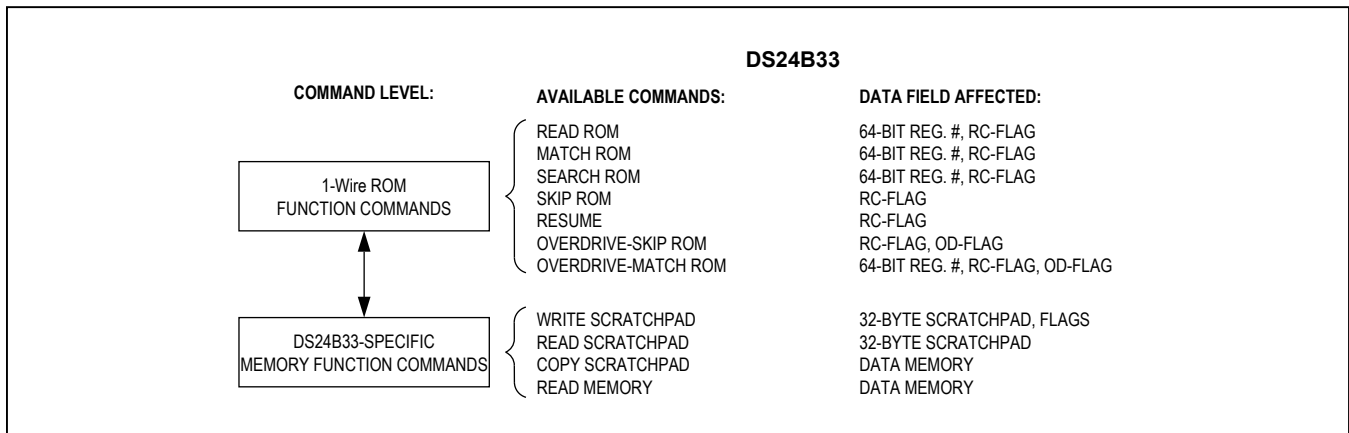 DS24B33
COMMAND LEVEL: AVAILABLE COMMANDS: DATA FIELD AFFECTED:
1-Wire ROM
FUNCTION COMMANDS
READ ROM 64-BIT REG. #, RC-FLAG
MATCH ROM 64-BIT REG. #, RC-FLAG
SEARCH ROM 64-BIT REG. #, RC-FLAG
SKIP ROM RC-FLAG
RESUME RC-FLAG
OVERDRIVE-SKIP ROM RC-FLAG, OD-FLAG
OVERDRIVE-MATCH ROM 64-BIT REG. #, RC-FLAG, OD-FLAG
DS24B33-SPECIFIC
MEMORY FUNCTION COMMANDS
WRITE SCRATCHPAD 32-BYTE SCRATCHPAD, FLAGS
READ SCRATCHPAD 32-BYTE SCRATCHPAD
COPY SCRATCHPAD DATA MEMORY
READ MEMORY DATA MEMORY